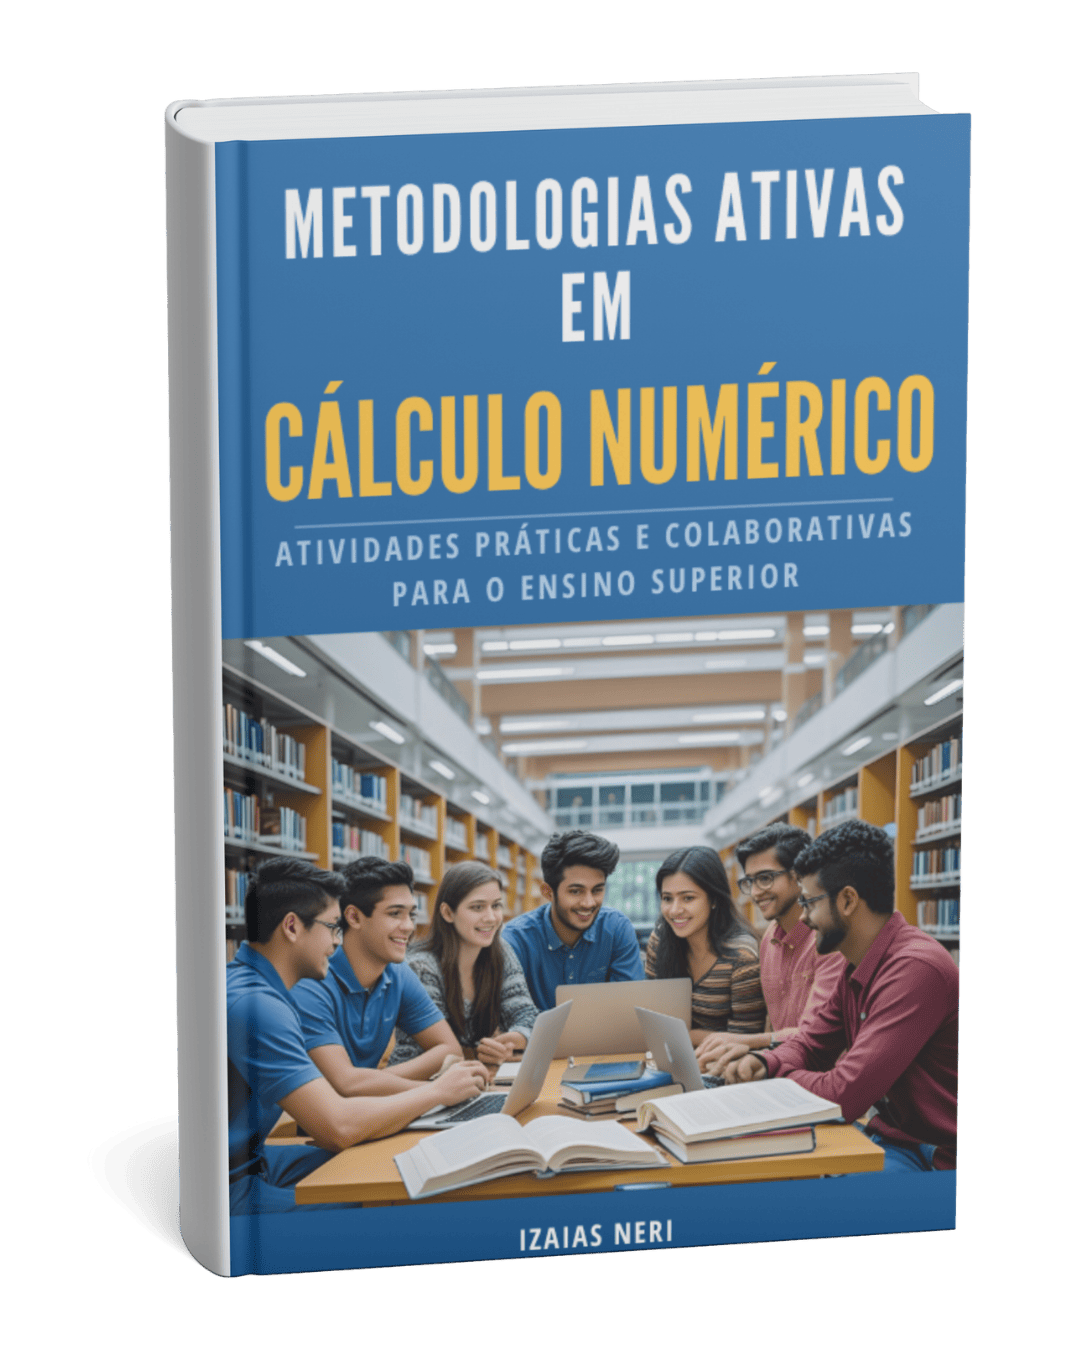 METODOLOGIAS ATIVAS
EM
CÁLCULO NUMÉRICO
ATIVIDADES PRÁTICAS E COLABORATIVAS
PARA O ENSINO SUPERIOR
IZAIAS NERI